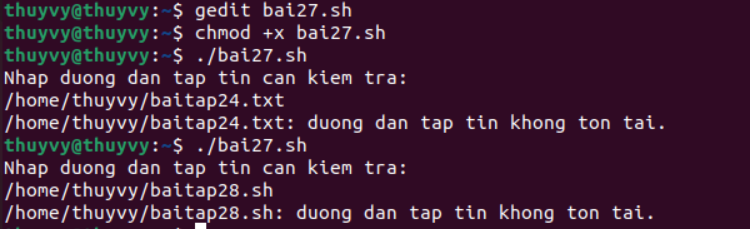 thuyvy@thuyvy:~$ gedit bai27.sh
thuyvy@thuyvy:~$ chmod +x bai27.sh
thuyvy@thuyvy:~$ ./bai27.sh
Nhap duong dan tap tin can kiem tra:
/home/thuyvy/baitap24.txt
/home/thuyvy/baitap24.txt: duong dan tap tin khong ton tai.
thuyvy@thuyvy:~$ ./bai27.sh
Nhap duong dan tap tin can kiem tra:
/home/thuyvy/baitap28.sh
/home/thuyvy/baitap28.sh: duong dan tap tin khong ton tai.
thuyvy@thuyvy:~$